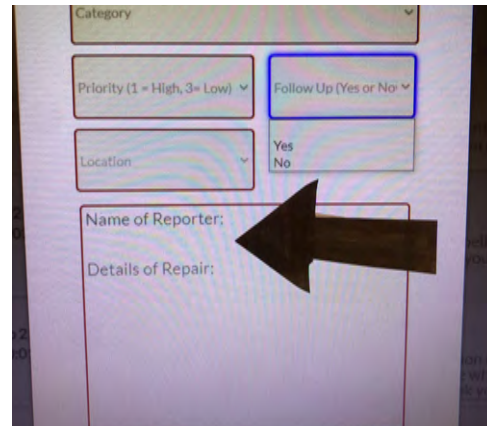 Category
Priority (1 = High, 3= Low)
Follow Up (Yes or No
Yes
No
Location
Name of Reporter:
Details of Repair: